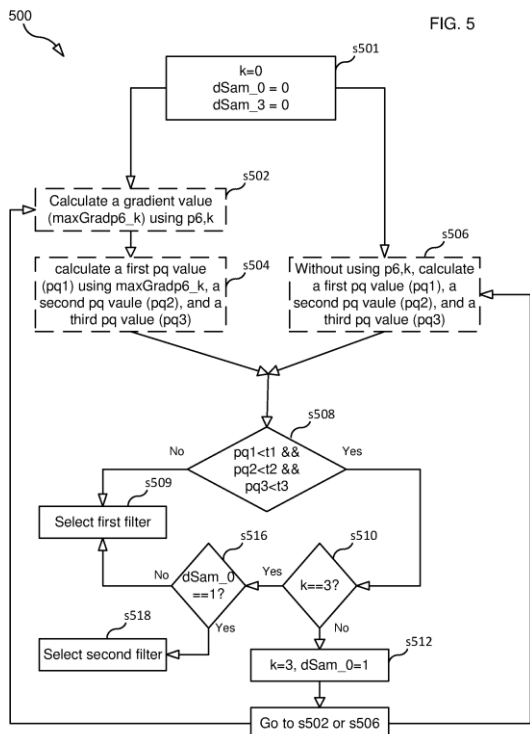 500
FIG. 5
s501
k=0
dSam_0 = 0
dSam_3 = 0
s502
Calculate a gradient value
(maxGradp6_k) using p6,k
s504
calculate a first pq value
(pq1) using maxGradp6_k, a
second pq vaule (pq2), and a
third pq value (pq3)
s506
Without using p6,k, calculate
a first pq value (pq1), a
second pq vaule (pq2), and a
third pq value (pq3)
s508
No
pq1<t1 &&
pq2<t2 &&
pq3<t3
Yes
s509
Select first filter
s516
No
dSam_0
==1?
Yes
s510
Yes
k==3?
No
s518
Select second filter
s512
k=3, dSam_0=1
Go to s502 or s506